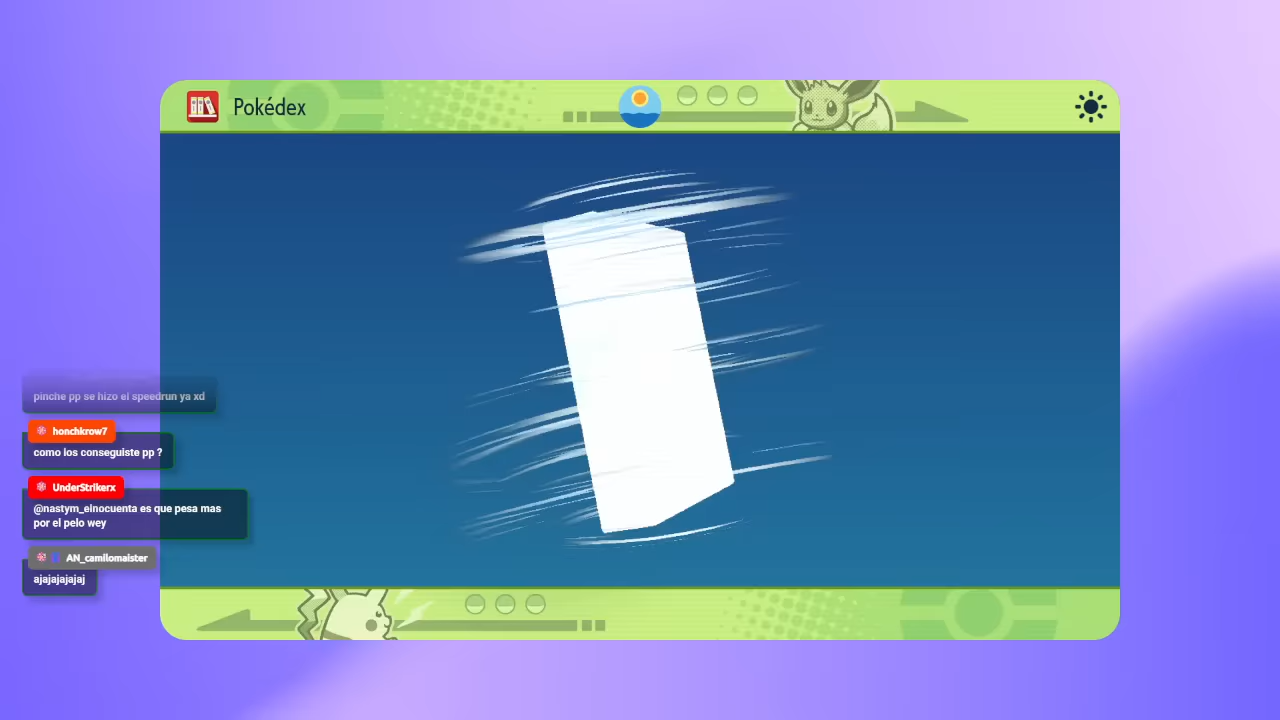 Pokédex
pinche pp se hizo el speedrun ya xd
honchkrow7
como los conseguiste pp ?
UnderStrikerx
@nastym_elnocuenta es que pesa mas
por el pelo wey
AN_camilomaister
ajajajajajaj